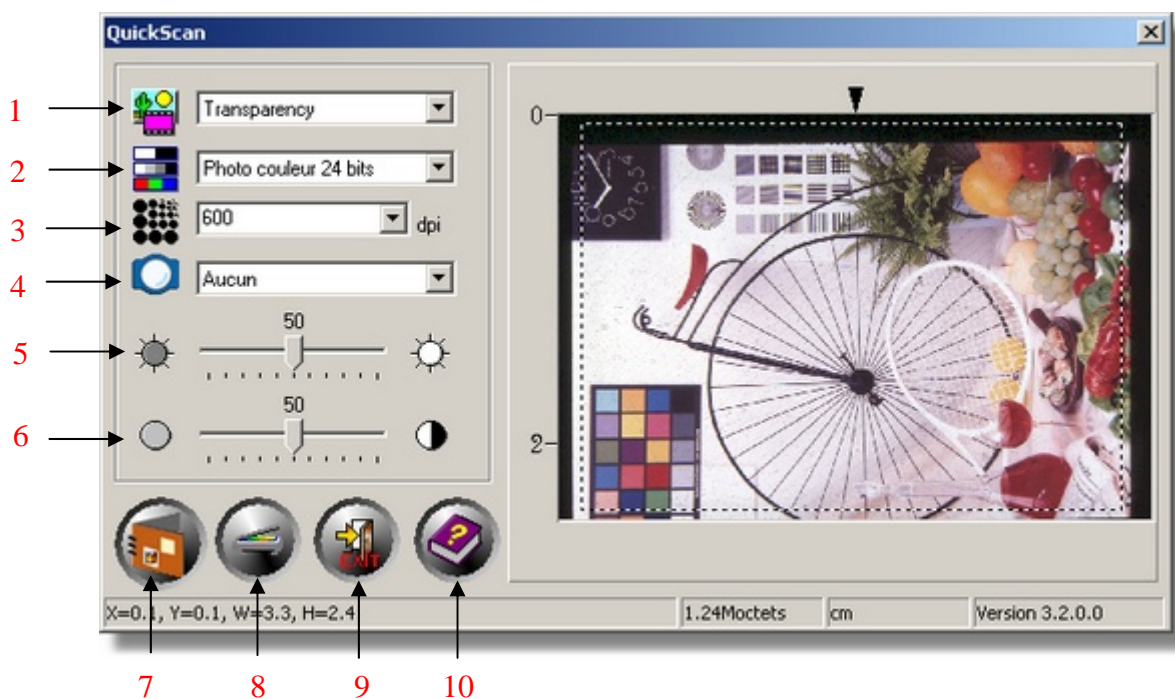 QuickScan
1 Transparency
2 Photo couleur 24 bits
3 600 dpi
4 Aucun
50
5
50
6
0
2
EXIT
?
X=0.1, Y=0.1, W=3.3, H=2.4 1.24Moctets cm Version 3.2.0.0
7 8 9 10